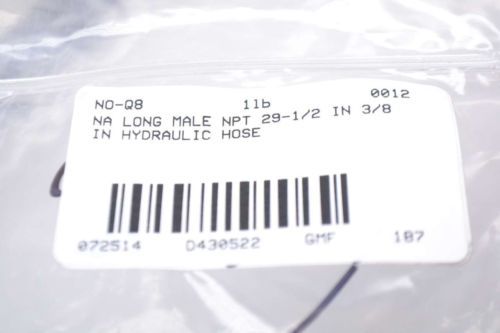 NO-Q8 1lb 0012
NA LONG MALE NPT 29-1/2 IN 3/8
IN HYDRAULIC HOSE
072514 D430522 GMF 187